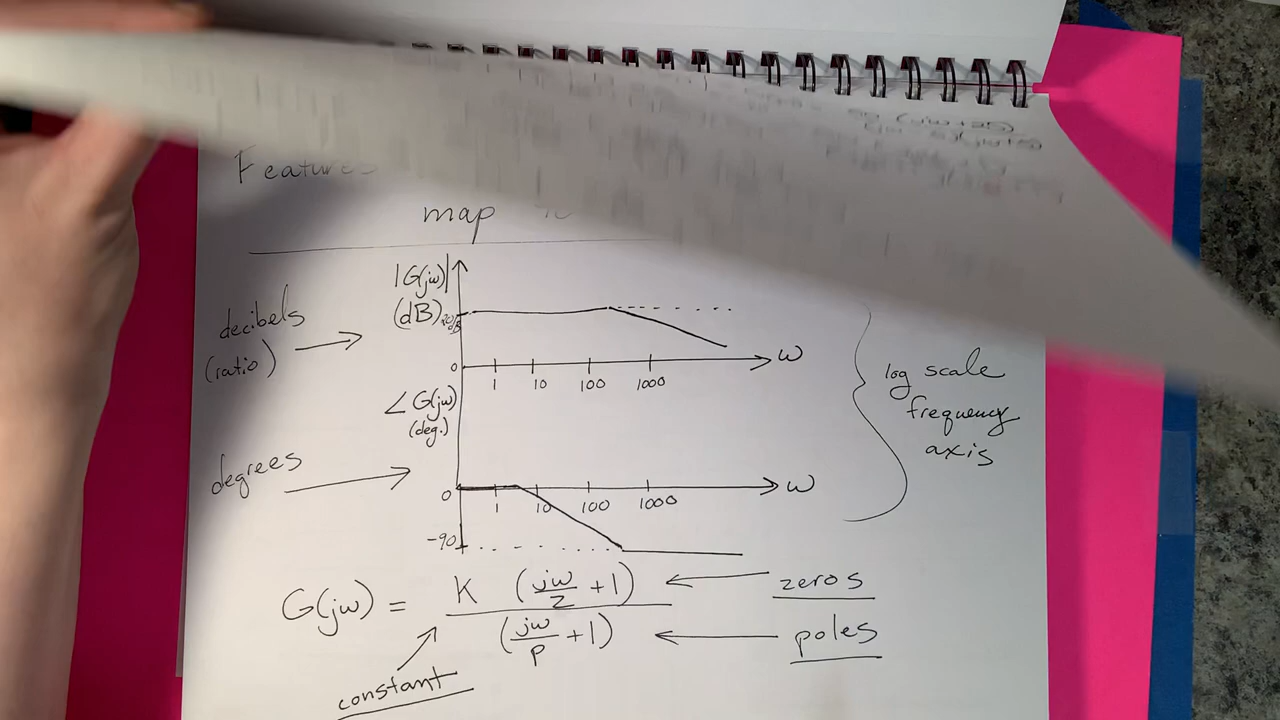 Features
map
|G(jω)|
(dB)
decibels
(ratio)
0
1 10 100 1000
ω
∠G(jω)
(deg.)
log scale
frequency
axis
degrees
0
1 10 100 1000
ω
-90
G(jω) = K (jω/z + 1) / (jω/p + 1)
zeros
poles
constant